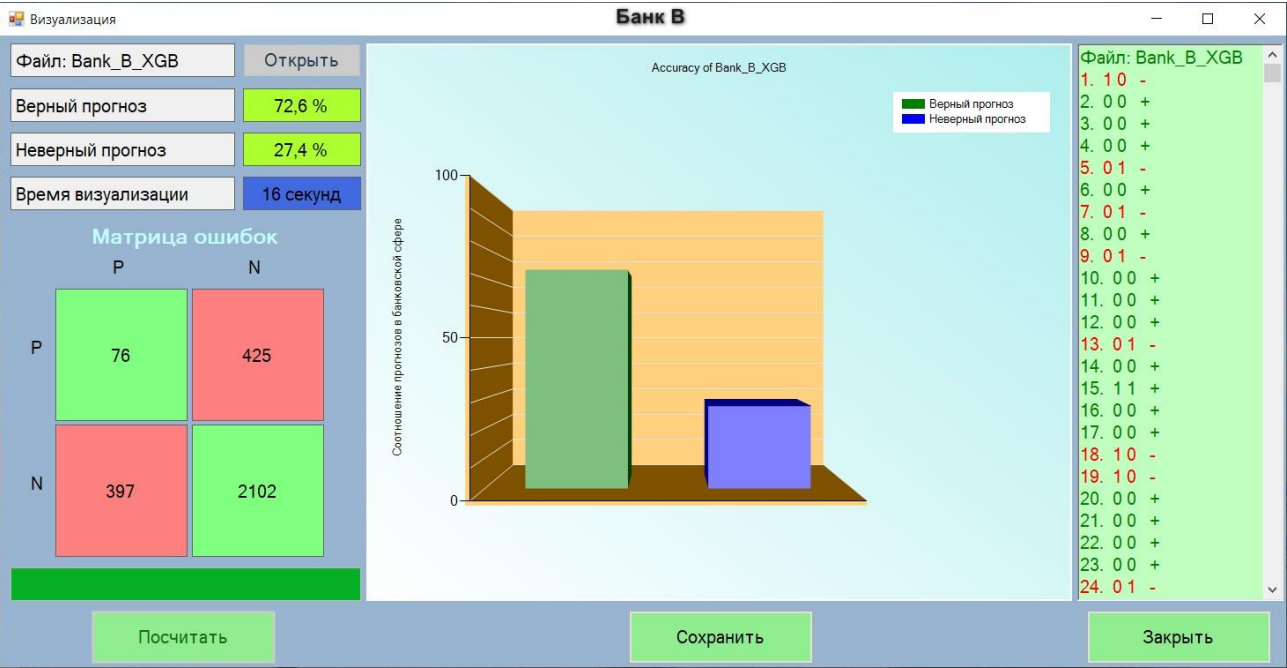 Визуализация
Банк В
Файл: Bank_B_XGB
Открыть
Верный прогноз
72,6 %
Неверный прогноз
27,4 %
Время визуализации
16 секунд
Матрица ошибок
P N
P 76 425
N 397 2102
Accuracy of Bank_B_XGB
Верный прогноз
Неверный прогноз
Соотношение прогнозов в банковской сфере
100
50
0
Файл: Bank_B_XGB
1. 1 0 -
2. 0 0 +
3. 0 0 +
4. 0 0 +
5. 0 1 -
6. 0 0 +
7. 0 1 -
8. 0 0 +
9. 0 1 -
10. 0 0 +
11. 0 0 +
12. 0 0 +
13. 0 1 -
14. 0 0 +
15. 1 1 +
16. 0 0 +
17. 0 0 +
18. 1 0 -
19. 1 0 -
20. 0 0 +
21. 0 0 +
22. 0 0 +
23. 0 0 +
24. 0 1 -
Посчитать
Сохранить
Закрыть